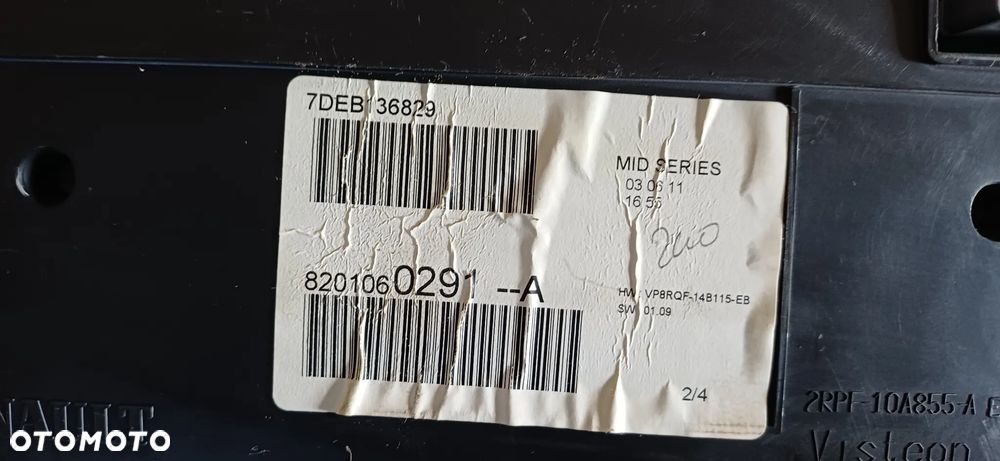 7DEB136829
MID SERIES
03 06 11
16 55
8201060291 --A
HW: VP8RQF-14B115-EB
SW: 01.09
2/4
2RPF-10A855-A
Visteon
OTOMOTO